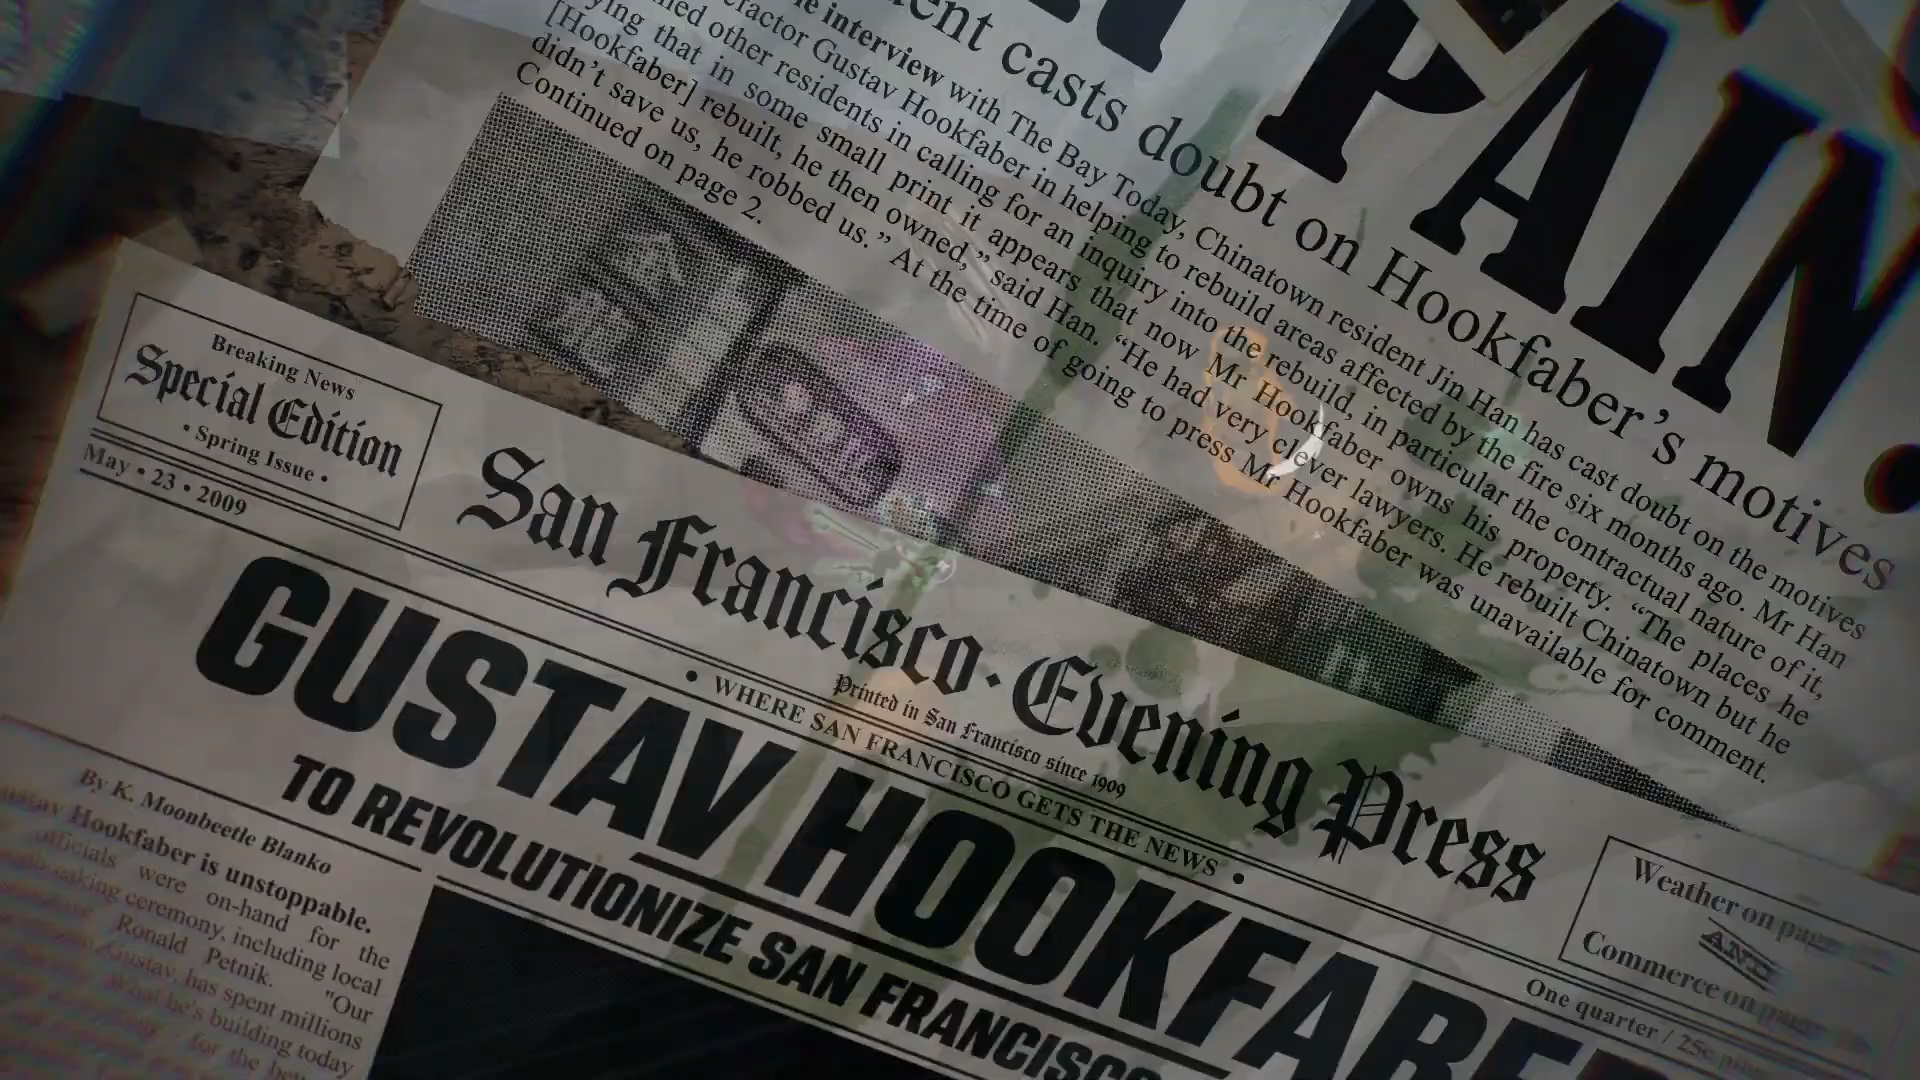 PAIN.
ent casts doubt on Hookfaber's motives
interview with The Bay Today, Chinatown resident Jin Han has cast doubt on the motives
efactor Gustav Hookfaber in helping to rebuild areas affected by the fire six months ago. Mr Han
ned other residents in calling for an inquiry into the rebuild, in particular the contractual nature of it,
ying that in some small print it appears that now Mr Hookfaber owns his property. “The places he
[Hookfaber] rebuilt, he then owned,” said Han. “He had very clever lawyers. He rebuilt Chinatown but he
didn’t save us, he robbed us.” At the time of going to press Mr Hookfaber was unavailable for comment.
Continued on page 2.
Breaking News
Special Edition
• Spring Issue •
May • 23 • 2009
San Francisco • Evening Press
Printed in San Francisco since 1909
• WHERE SAN FRANCISCO GETS THE NEWS •
Weather on page
AND
Commerce on page
One quarter / 25c
GUSTAV HOOKFABER
TO REVOLUTIONIZE SAN FRANCISCO
By K. Moonbeetle Blanko
Gustav Hookfaber is unstoppable.
officials were on-hand for the
ceremony, including local
Ronald Petnik. "Our
Gustav, has spent millions
What he's building today
for the